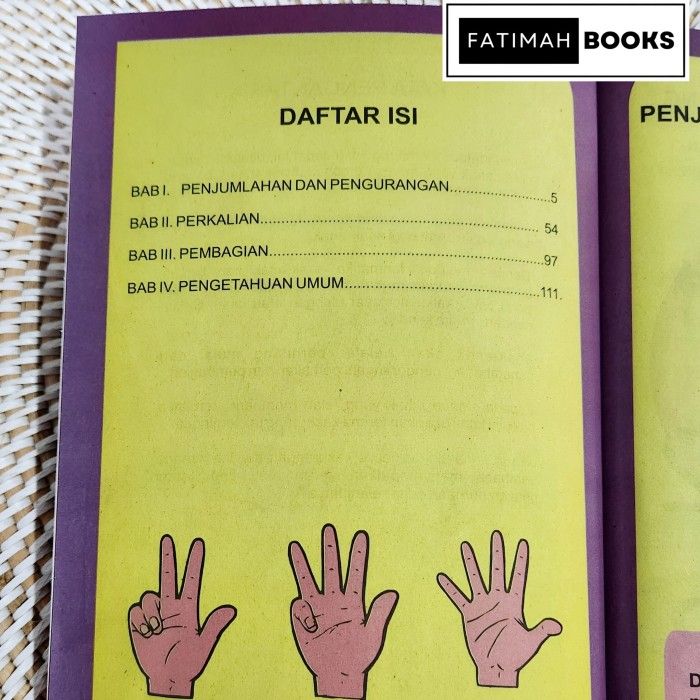 FATIMAH BOOKS
DAFTAR ISI
PENJ
BAB I. PENJUMLAHAN DAN PENGURANGAN.......................5
BAB II. PERKALIAN.................................................................. 54
BAB III. PEMBAGIAN................................................................97
BAB IV. PENGETAHUAN UMUM..............................................111.
D